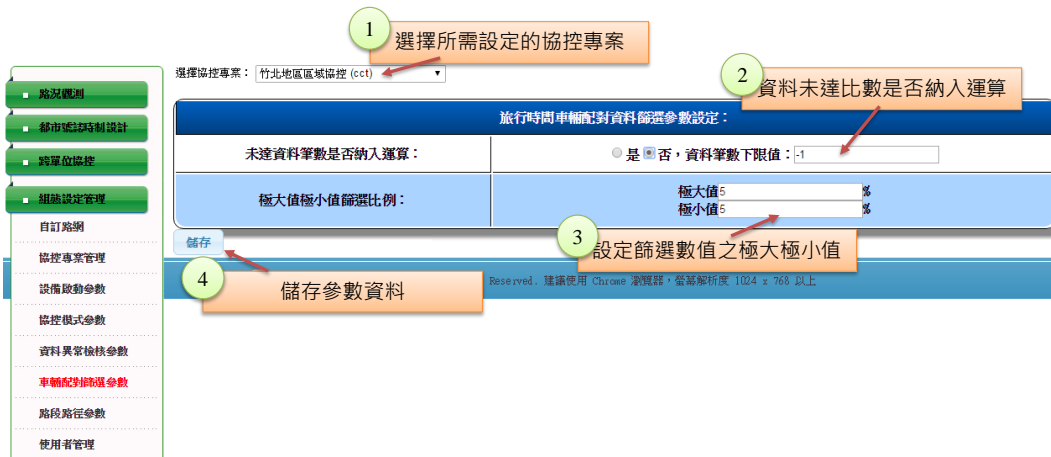 1
選擇所需設定的協控專案
選擇協控專案： 竹北地區區域協控 (cct)
2
資料未達比數是否納入運算
路況觀測
都市號誌時制設計
跨單位協控
組態設定管理
自訂路網
協控專案管理
設備啟動參數
協控模式參數
資料異常檢核參數
車輛配對篩選參數
路段路徑參數
使用者管理
旅行時間車輛配對資料篩選參數設定：
未達資料筆數是否納入運算：
是 否，資料筆數下限值： -1
極大值極小值篩選比例：
極大值 5 %
極小值 5 %
3
設定篩選數值之極大極小值
儲存
4
儲存參數資料
Reserved. 建議使用 Chrome 瀏覽器，螢幕解析度 1024 x 768 以上